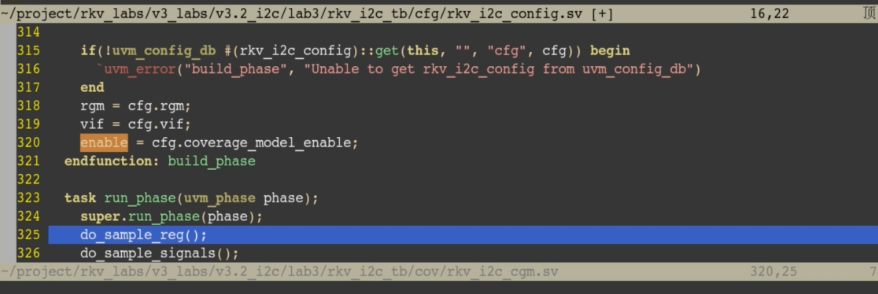 ~/project/rkv_labs/v3_labs/v3.2_i2c/lab3/rkv_i2c_tb/cfg/rkv_i2c_config.sv [+] 16,22 顶
314
315 if(!uvm_config_db #(rkv_i2c_config)::get(this, "", "cfg", cfg)) begin
316 `uvm_error("build_phase", "Unable to get rkv_i2c_config from uvm_config_db")
317 end
318 rgm = cfg.rgm;
319 vif = cfg.vif;
320 enable = cfg.coverage_model_enable;
321 endfunction: build_phase
322
323 task run_phase(uvm_phase phase);
324 super.run_phase(phase);
325 do_sample_reg();
326 do_sample_signals();
~/project/rkv_labs/v3_labs/v3.2_i2c/lab3/rkv_i2c_tb/cov/rkv_i2c_cgm.sv 320,25 7